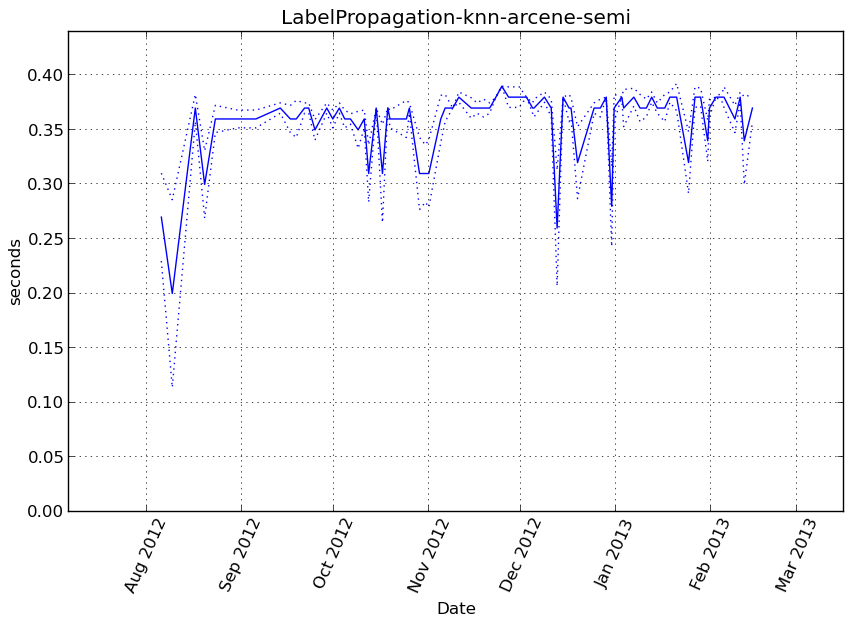 LabelPropagation-knn-arcene-semi
0.40
0.35
0.30
0.25
0.20
0.15
0.10
0.05
0.00
seconds
Aug 2012
Sep 2012
Oct 2012
Nov 2012
Dec 2012
Jan 2013
Feb 2013
Mar 2013
Date